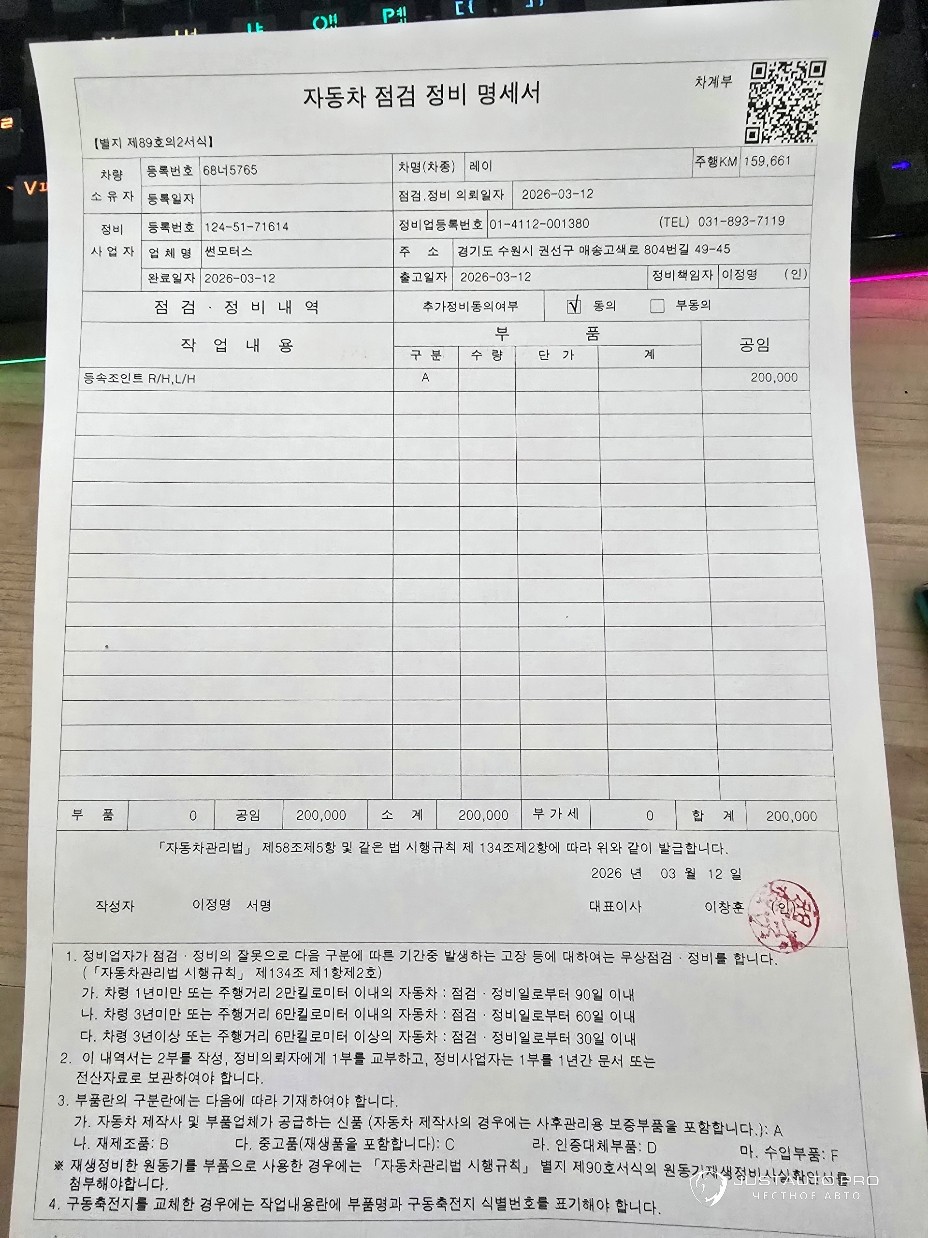 자동차 점검 정비 명세서
차계부
【별지 제89호의2서식】
차량 소유자 등록번호 68너5765 차명(차종) 레이 주행KM 159,661
등록일자 점검.정비 의뢰일자 2026-03-12
정비 사업자 등록번호 124-51-71614 정비업등록번호 01-4112-001380 (TEL) 031-893-7119
업체명 썬모터스 주 소 경기도 수원시 권선구 매송고색로 804번길 49-45
완료일자 2026-03-12 출고일자 2026-03-12 정비책임자 이정명 (인)
점검 · 정비내역 추가정비동의여부 √ 동의 부동의
작 업 내 용 부 품 공임
구 분 수 량 단 가 계
등속조인트 R/H,L/H A 200,000
부 품 0 공임 200,000 소 계 200,000 부가세 0 합 계 200,000
「자동차관리법」 제58조제5항 및 같은 법 시행규칙 제 134조제2항에 따라 위와 같이 발급합니다.
2026 년 03 월 12 일
작성자 이정명 서명 대표이사 이창훈 (인)
1. 정비업자가 점검 · 정비의 잘못으로 다음 구분에 따른 기간중 발생하는 고장 등에 대하여는 무상점검 · 정비를 합니다.
(「자동차관리법 시행규칙」 제134조 제1항제2호)
가. 차령 1년미만 또는 주행거리 2만킬로미터 이내의 자동차 : 점검 · 정비일로부터 90일 이내
나. 차령 3년미만 또는 주행거리 6만킬로미터 이내의 자동차 : 점검 · 정비일로부터 60일 이내
다. 차령 3년이상 또는 주행거리 6만킬로미터 이상의 자동차 : 점검 · 정비일로부터 30일 이내
2. 이 내역서는 2부를 작성, 정비의뢰자에게 1부를 교부하고, 정비사업자는 1부를 1년간 문서 또는
전산자료로 보관하여야 합니다.
3. 부품란의 구분란에는 다음에 따라 기재하여야 합니다.
가. 자동차 제작사 및 부품업체가 공급하는 신품 (자동차 제작사의 경우에는 사후관리용 보증부품을 포함합니다.): A
나. 재제조품: B 다. 중고품(재생품을 포함합니다): C 라. 인증대체부품: D 마. 수입부품: F
※ 재생정비한 원동기를 부품으로 사용한 경우에는 「자동차관리법 시행규칙」 별지 제90호서식의 원동기재생정비사실확인서를
첨부해야합니다.
4. 구동축전지를 교체한 경우에는 작업내용란에 부품명과 구동축전지 식별번호를 표기해야 합니다.
JUSTAUTO.PRO
ЧЕСТНОЕ АВТО